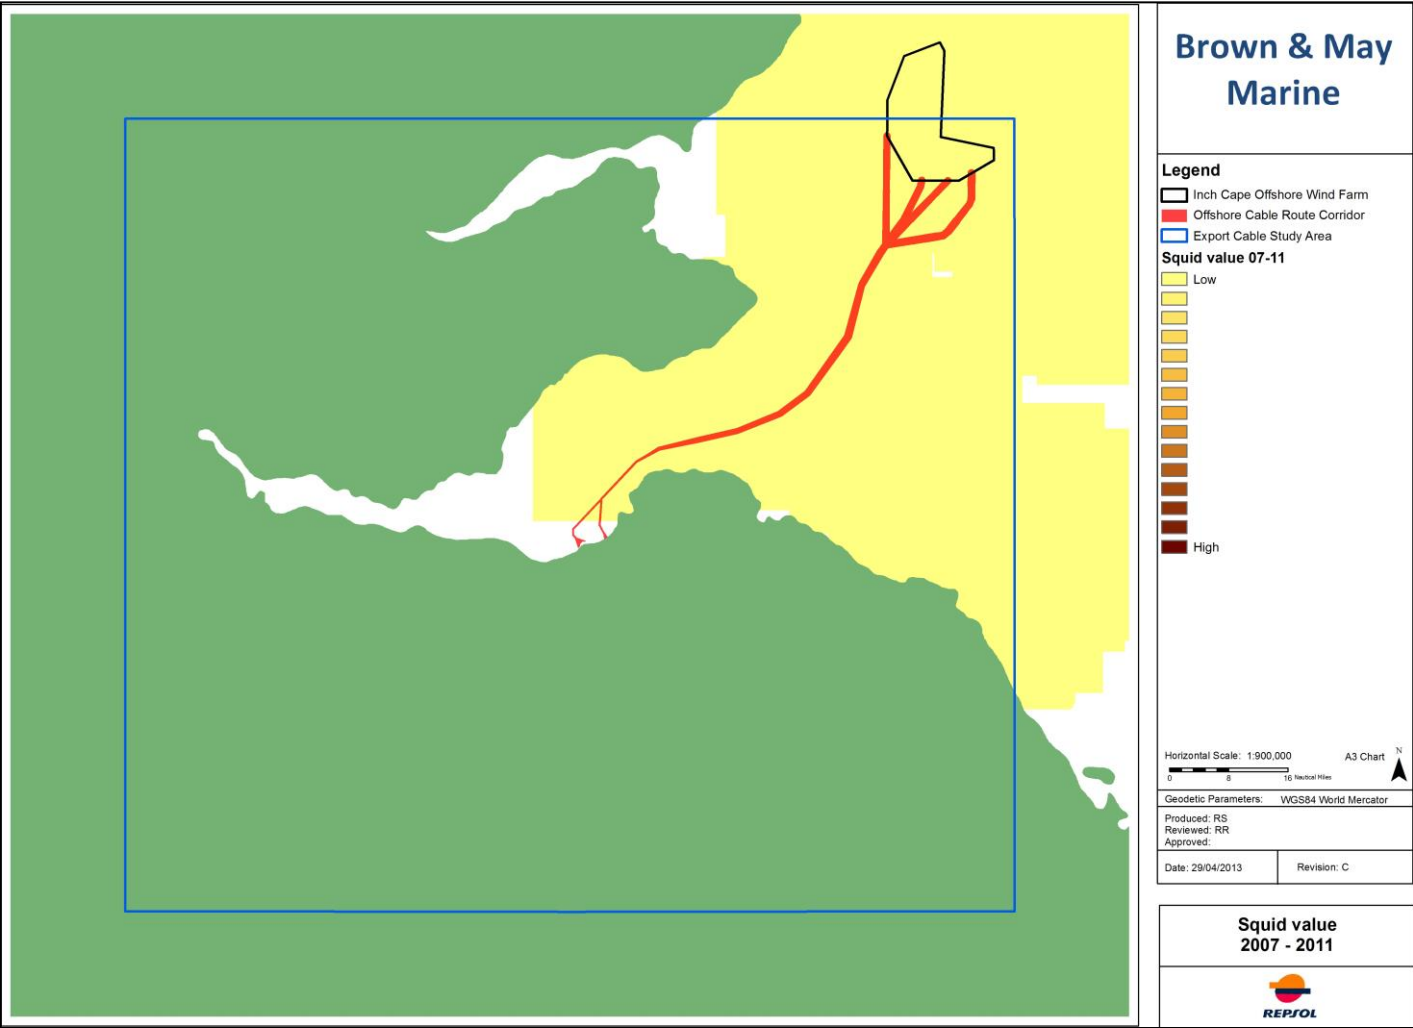 Brown & May
Marine
Legend
Inch Cape Offshore Wind Farm
Offshore Cable Route Corridor
Export Cable Study Area
Squid value 07-11
Low
High
Horizontal Scale: 1:900,000
A3 Chart
N
0 8 16 Nautical Miles
Geodetic Parameters: WGS84 World Mercator
Produced: RS
Reviewed: RR
Approved:
Date: 29/04/2013
Revision: C
Squid value
2007 - 2011
REPSOL